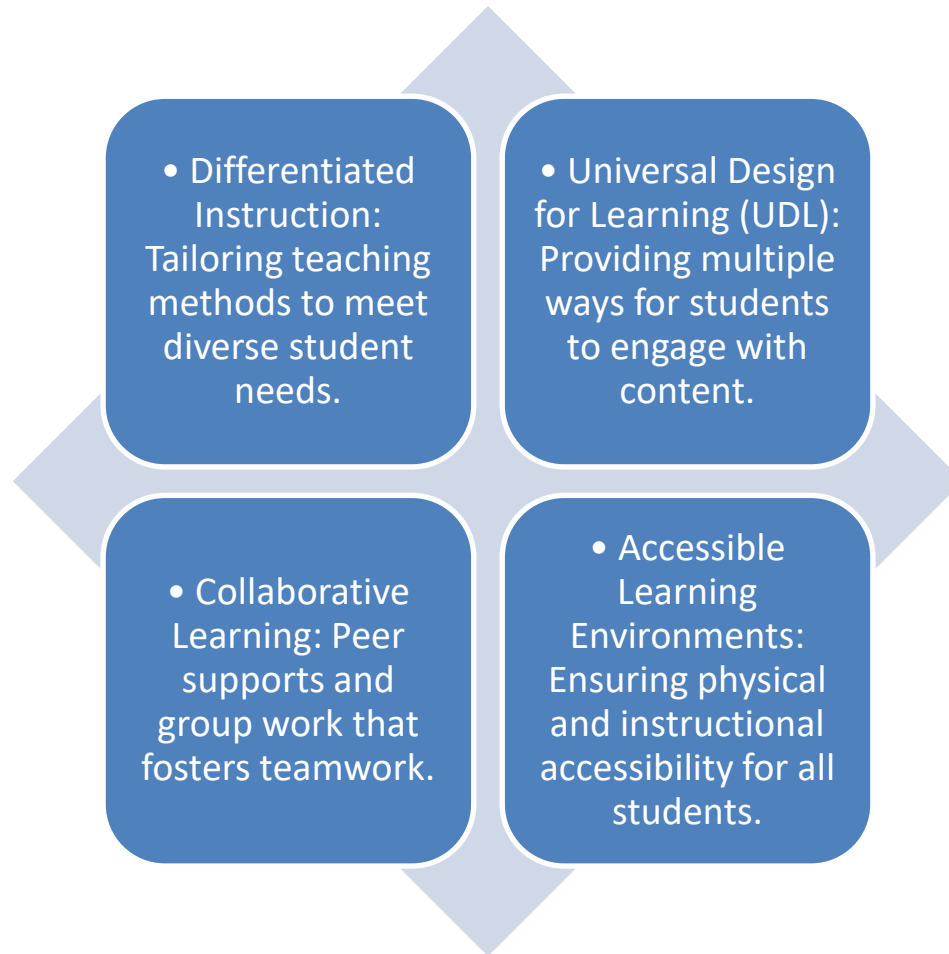 • Differentiated
Instruction:
Tailoring teaching
methods to meet
diverse student
needs.
• Universal Design
for Learning (UDL):
Providing multiple
ways for students
to engage with
content.
• Collaborative
Learning: Peer
supports and
group work that
fosters teamwork.
• Accessible
Learning
Environments:
Ensuring physical
and instructional
accessibility for all
students.